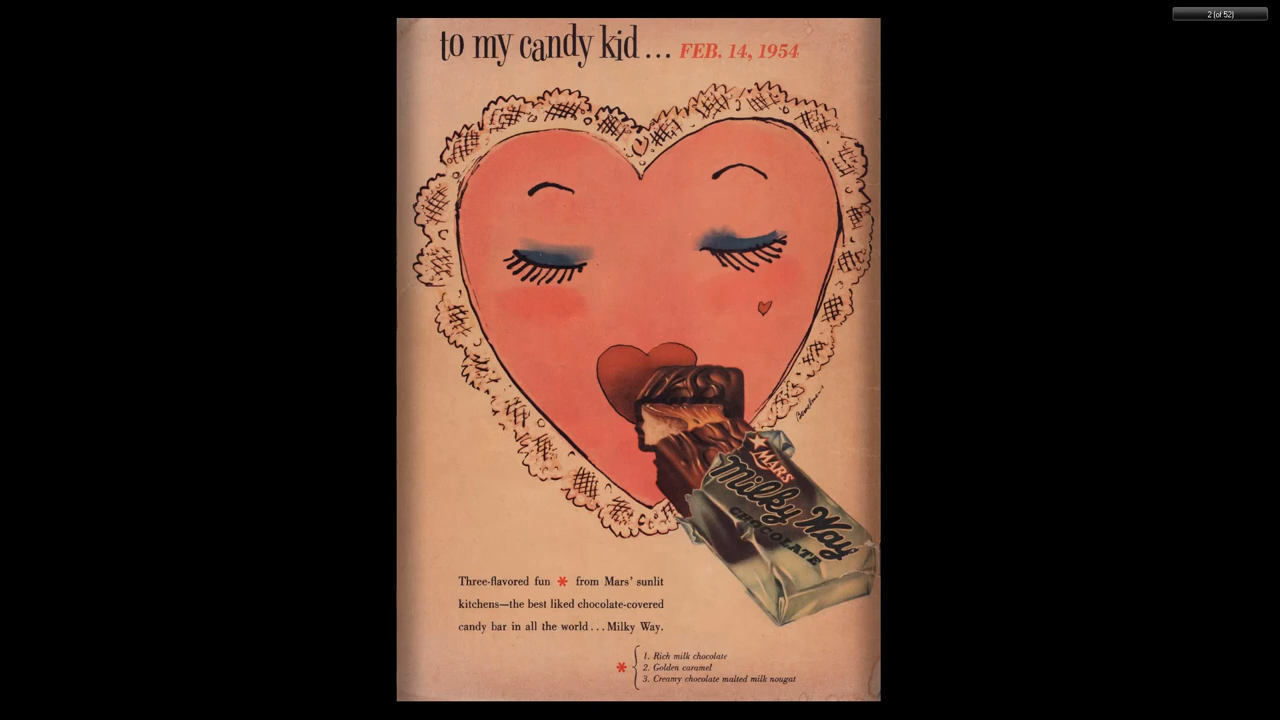 2 (of 52)
to my candy kid... FEB. 14, 1954
MARS
Milky Way
CHOCOLATE
Three-flavored fun * from Mars' sunlit
kitchens—the best liked chocolate-covered
candy bar in all the world...Milky Way.
* { 1. Rich milk chocolate
2. Golden caramel
3. Creamy chocolate malted milk nougat